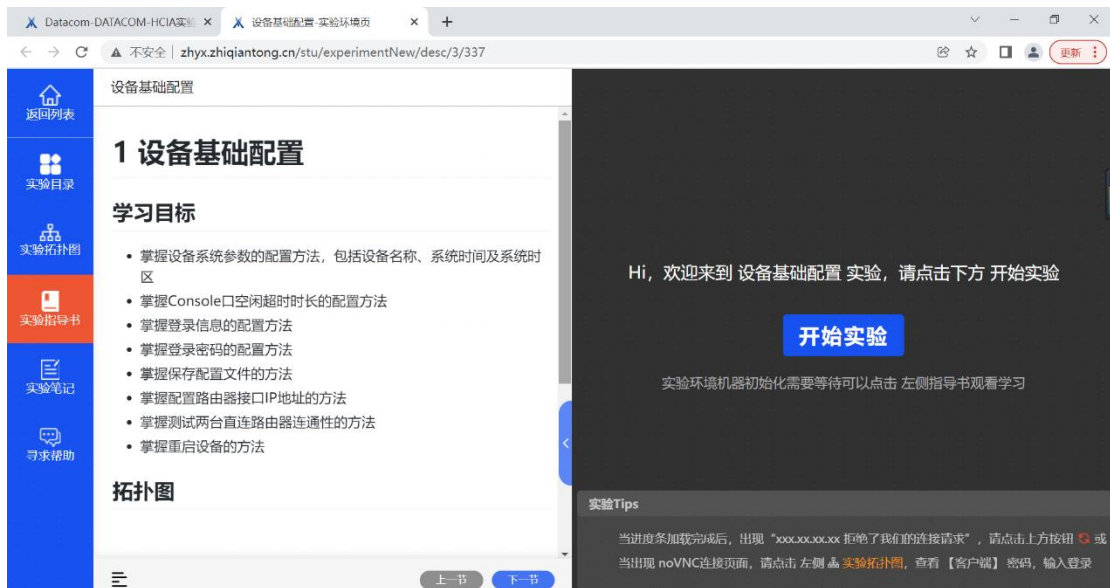 Datacom-DATACOM-HCIA实验
设备基础配置-实验环境页
不安全
zhyx.zhiqiantong.cn/stu/experimentNew/desc/3/337
更新
返回列表
实验目录
实验拓扑图
实验指导书
实验笔记
寻求帮助
设备基础配置
1 设备基础配置
学习目标
• 掌握设备系统参数的配置方法，包括设备名称、系统时间及系统时
区
• 掌握Console口空闲超时时长的配置方法
• 掌握登录信息的配置方法
• 掌握登录密码的配置方法
• 掌握保存配置文件的方法
• 掌握配置路由器接口IP地址的方法
• 掌握测试两台直连路由器连通性的方法
• 掌握重启设备的方法
拓扑图
上一节
下一节
Hi，欢迎来到 设备基础配置 实验，请点击下方 开始实验
开始实验
实验环境机器初始化需要等待可以点击 左侧指导书观看学习
实验Tips
当进度条加载完成后，出现“xxx.xx.xx.xx 拒绝了我们的连接请求”，请点击上方按钮 或
当出现 noVNC连接页面，请点击 左侧 实验拓扑图，查看【客户端】密码，输入登录